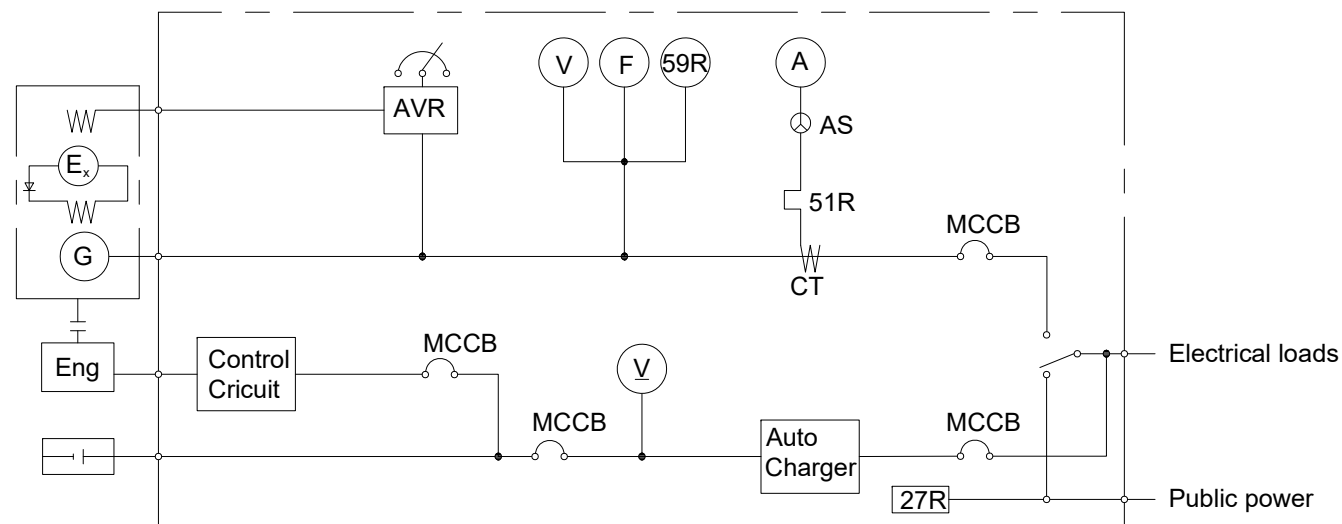 V
F
59R
A
AVR
AS
Ex
51R
MCCB
G
CT
MCCB
Control
Cricuit
Eng
V
Electrical loads
MCCB
MCCB
Auto
Charger
27R
Public power